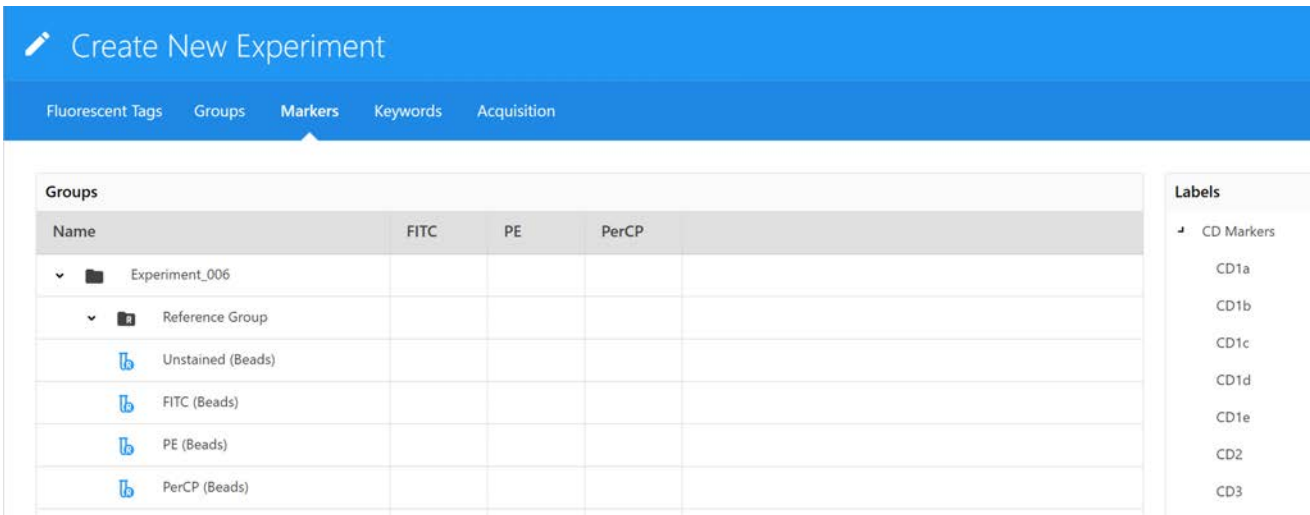 Create New Experiment
Fluorescent Tags Groups Markers Keywords Acquisition
Groups
Name FITC PE PerCP
Experiment_006
Reference Group
Unstained (Beads)
FITC (Beads)
PE (Beads)
PerCP (Beads)
Labels
CD Markers
CD1a
CD1b
CD1c
CD1d
CD1e
CD2
CD3